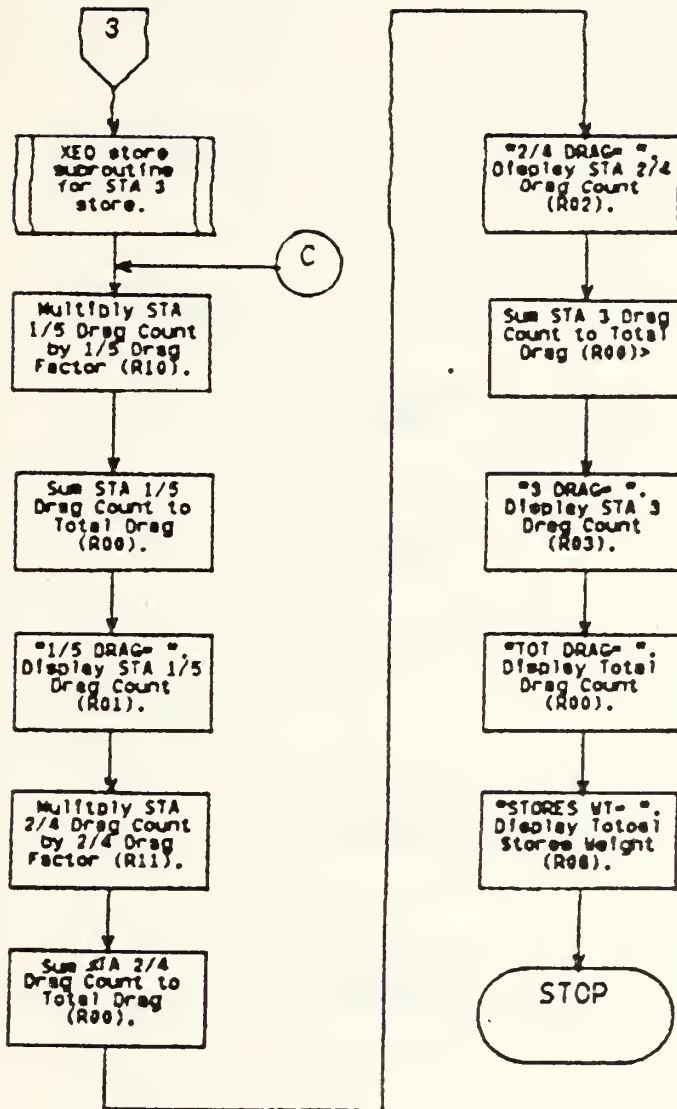 3
XEQ store
subroutine
for STA 3
store.
C
Multiply STA
1/5 Drag Count
by 1/5 Drag
Factor (R10).
Sum STA 1/5
Drag Count to
Total Drag
(R00).
"1/5 DRAG= ".
Display STA 1/5
Drag Count
(R01).
Mulitply STA
2/4 Drag Count
by 2/4 Drag
Factor (R11).
Sum STA 2/4
Drag Count to
Total Drag
(R00).
"2/4 DRAG= ".
Display STA 2/4
Drag Count
(R02).
Sum STA 3 Drag
Count to Total
Drag (R00)>
"3 DRAG= ".
Display STA 3
Drag Count
(R03).
"TOT DRAG= ".
Display Total
Drag Count
(R00).
"STORES WT= ".
Display Totoal
Stores Weight
STOP